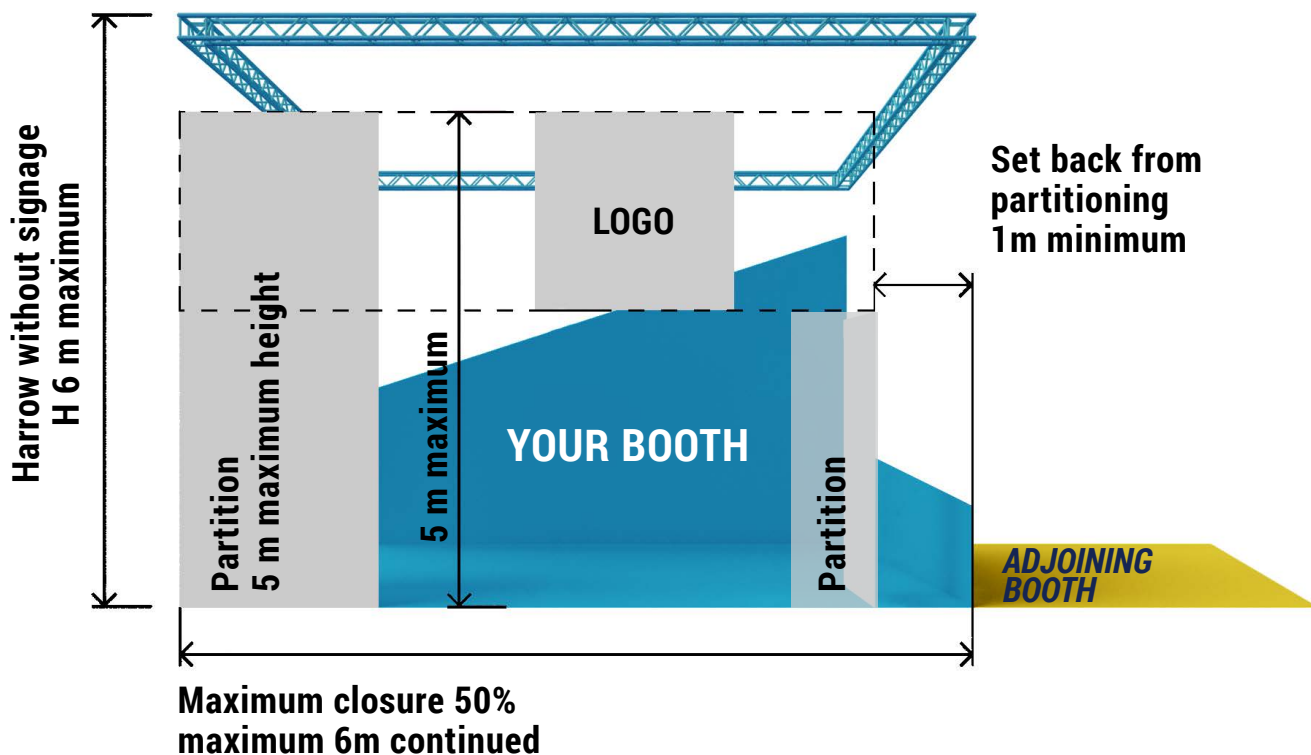 Harrow without signage
H 6 m maximum
Partition
5 m maximum height
5 m maximum
LOGO
YOUR BOOTH
Partition
Set back from
partitioning
1m minimum
ADJOINING
BOOTH
Maximum closure 50%
maximum 6m continued